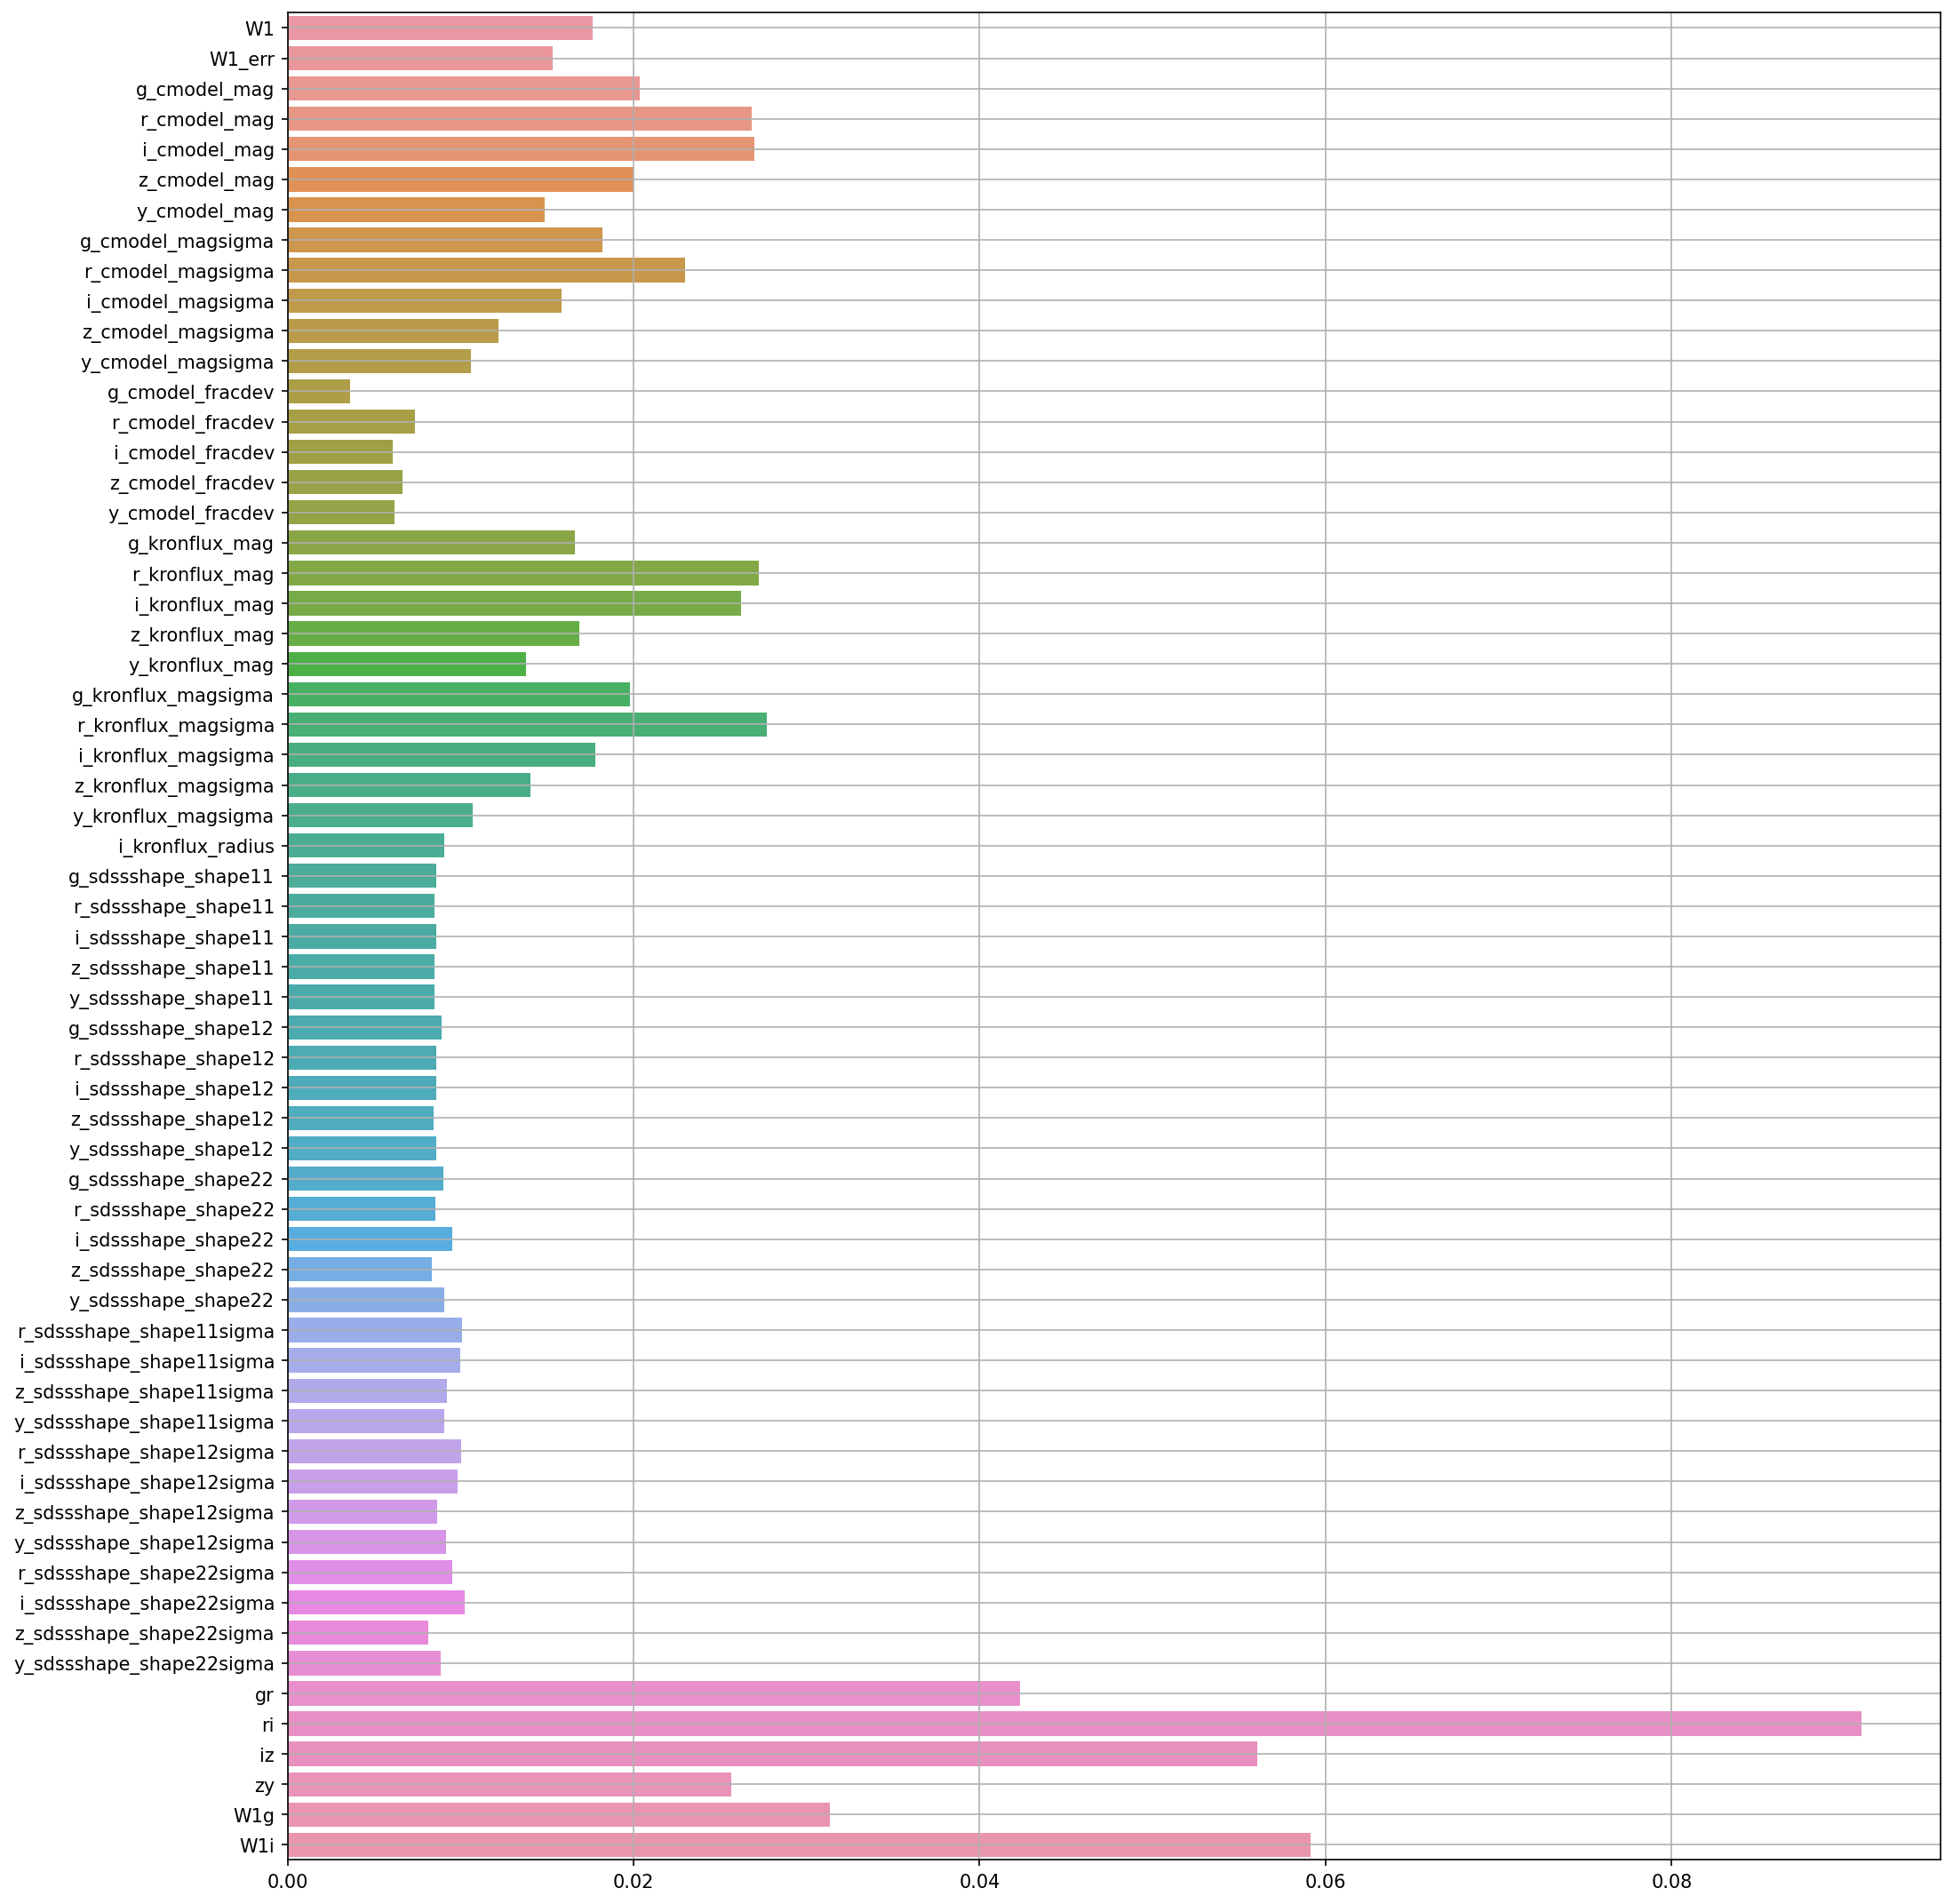 W1
W1_err
g_cmodel_mag
r_cmodel_mag
i_cmodel_mag
z_cmodel_mag
y_cmodel_mag
g_cmodel_magsigma
r_cmodel_magsigma
i_cmodel_magsigma
z_cmodel_magsigma
y_cmodel_magsigma
g_cmodel_fracdev
r_cmodel_fracdev
i_cmodel_fracdev
z_cmodel_fracdev
y_cmodel_fracdev
g_kronflux_mag
r_kronflux_mag
i_kronflux_mag
z_kronflux_mag
y_kronflux_mag
g_kronflux_magsigma
r_kronflux_magsigma
i_kronflux_magsigma
z_kronflux_magsigma
y_kronflux_magsigma
i_kronflux_radius
g_sdssshape_shape11
r_sdssshape_shape11
i_sdssshape_shape11
z_sdssshape_shape11
y_sdssshape_shape11
g_sdssshape_shape12
r_sdssshape_shape12
i_sdssshape_shape12
z_sdssshape_shape12
y_sdssshape_shape12
g_sdssshape_shape22
r_sdssshape_shape22
i_sdssshape_shape22
z_sdssshape_shape22
y_sdssshape_shape22
r_sdssshape_shape11sigma
i_sdssshape_shape11sigma
z_sdssshape_shape11sigma
y_sdssshape_shape11sigma
r_sdssshape_shape12sigma
i_sdssshape_shape12sigma
z_sdssshape_shape12sigma
y_sdssshape_shape12sigma
r_sdssshape_shape22sigma
i_sdssshape_shape22sigma
z_sdssshape_shape22sigma
y_sdssshape_shape22sigma
gr
ri
iz
zy
W1g
W1i
0.00 0.02 0.04 0.06 0.08